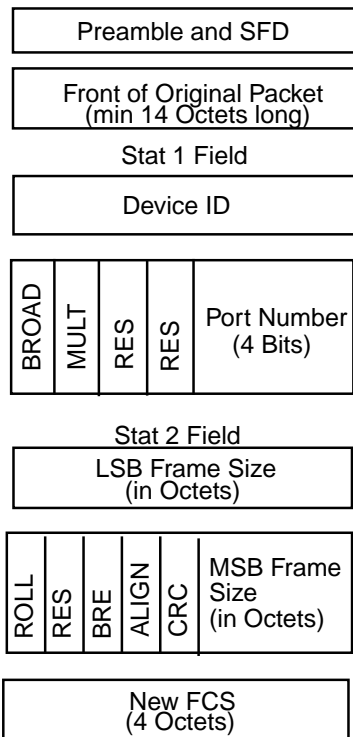 Preamble and SFD
Front of Original Packet
(min 14 Octets long)
Stat 1 Field
Device ID
BROAD
MULT
RES
RES
Port Number
(4 Bits)
Stat 2 Field
LSB Frame Size
(in Octets)
ROLL
RES
BRE
ALIGN
CRC
MSB Frame
Size
(in Octets)
New FCS
(4 Octets)